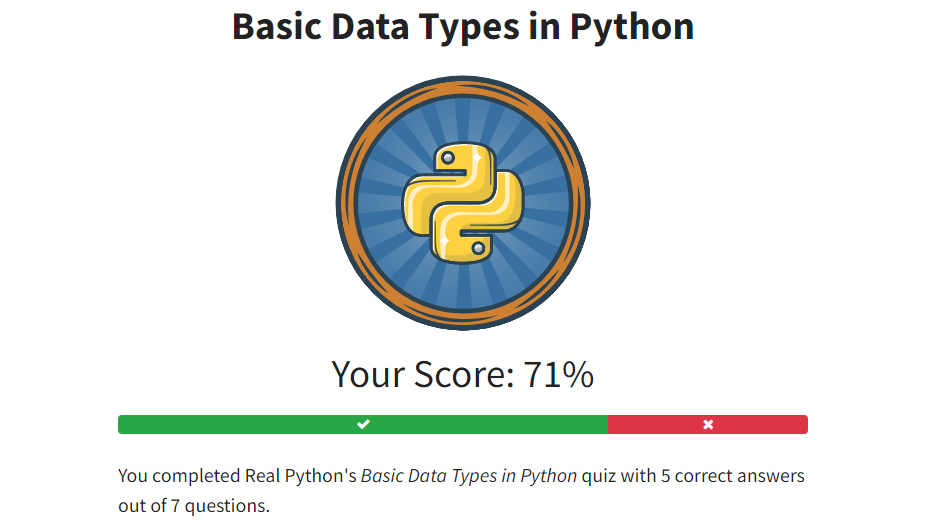 Basic Data Types in Python
Your Score: 71%
You completed Real Python's Basic Data Types in Python quiz with 5 correct answers
out of 7 questions.